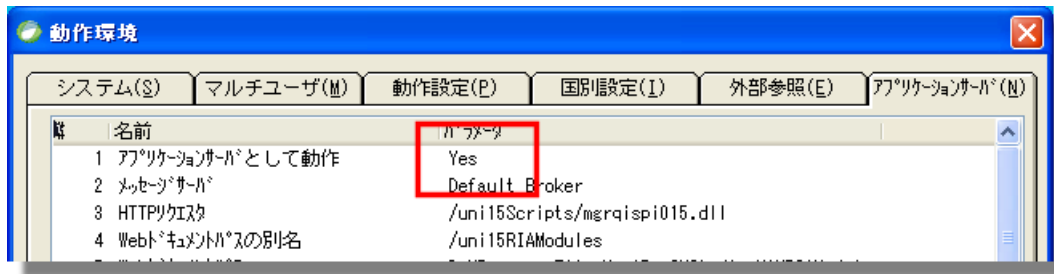 動作環境
システム(S) マルチユーザ(M) 動作設定(P) 国別設定(I) 外部参照(E) ｱﾌﾟﾘｹｰｼｮﾝｻｰﾊﾞ(N)
名前 ﾊﾟﾗﾒｰﾀ
1 ｱﾌﾟﾘｹｰｼｮﾝｻｰﾊﾞとして動作 Yes
2 ﾒｯｾｰｼﾞｻｰﾊﾞ Default Broker
3 HTTPﾘｸｴｽﾀ /uni15Scripts/mgrqispi015.dll
4 Webﾄﾞｷｭﾒﾝﾄﾊﾟｽの別名 /uni15RIAModules